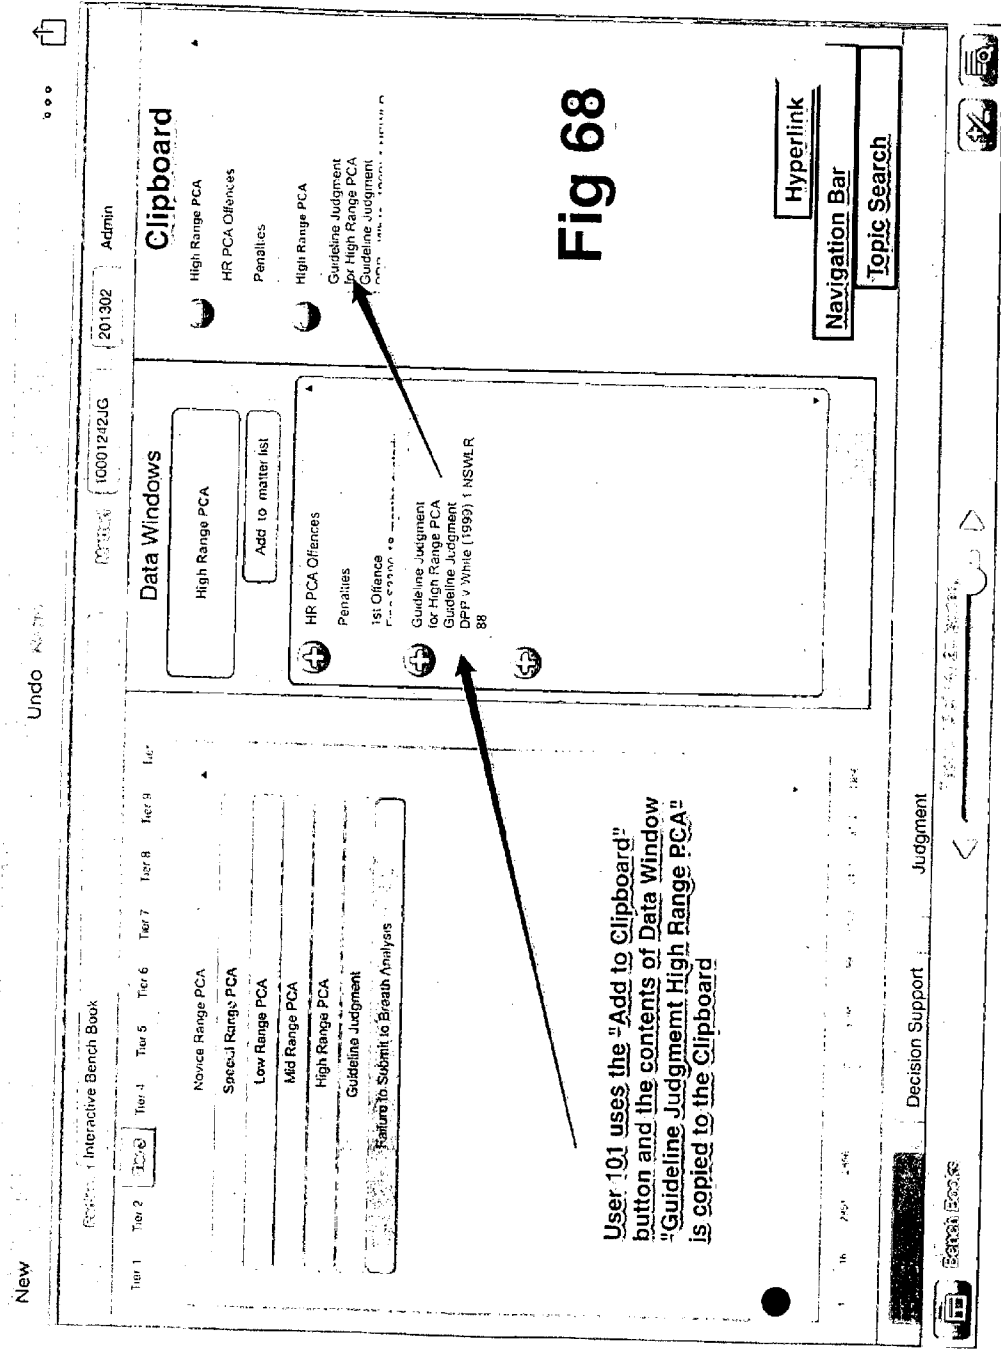 New
Undo
Interactive Bench Book
10001242JG
201302
Admin
Tier 1
Tier 2
Tier 4
Tier 5
Tier 6
Tier 7
Tier 8
Tier 9
Novice Range PCA
Special Range PCA
Low Range PCA
Mid Range PCA
High Range PCA
Guideline Judgment
Failure to Submit to Breath Analysis
User 101 uses the "Add to Clipboard"
button and the contents of Data Window
"Guideline Judgmemt High Range PCA"
is copied to the Clipboard
Data Windows
High Range PCA
Add to matter list
HR PCA Offences
Penalties
1st Offence
Guideline Judgment
for High Range PCA
Guideline Judgment
DPP v While (1999) 1 NSWLR
88
Clipboard
High Range PCA
HR PCA Offences
Penalties
High Range PCA
Guideline Judgment
for High Range PCA
Guideline Judgment
Fig 68
Hyperlink
Navigation Bar
Topic Search
Decision Support
Judgment
Bench Books